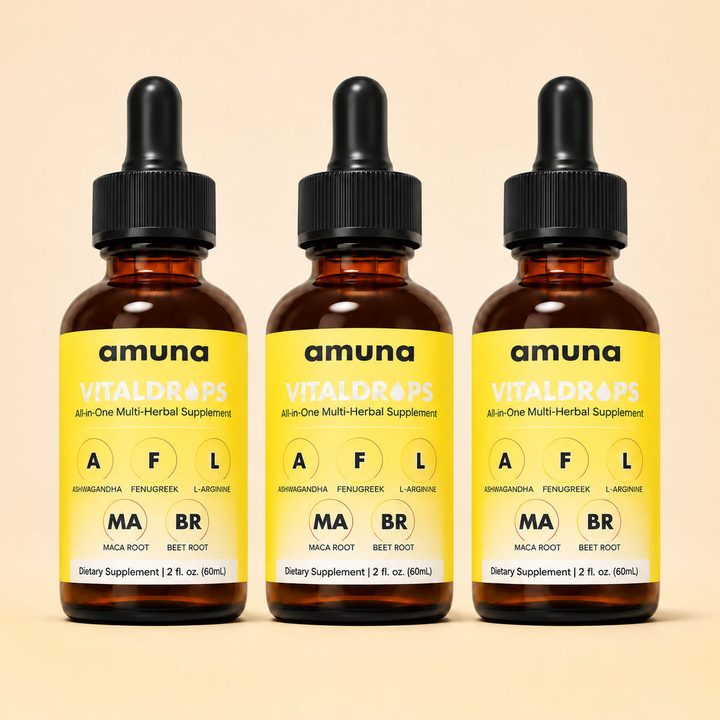 amuna
VITALDROPS
All-in-One Multi-Herbal Supplement
A F L
ASHWAGANDHA FENUGREEK L-ARGININE
MA BR
MACA ROOT BEET ROOT
Dietary Supplement | 2 fl. oz. (60mL)
amuna
VITALDROPS
All-in-One Multi-Herbal Supplement
A F L
ASHWAGANDHA FENUGREEK L-ARGININE
MA BR
MACA ROOT BEET ROOT
Dietary Supplement | 2 fl. oz. (60mL)
amuna
VITALDROPS
All-in-One Multi-Herbal Supplement
A F L
ASHWAGANDHA FENUGREEK L-ARGININE
MA BR
MACA ROOT BEET ROOT
Dietary Supplement | 2 fl. oz. (60mL)